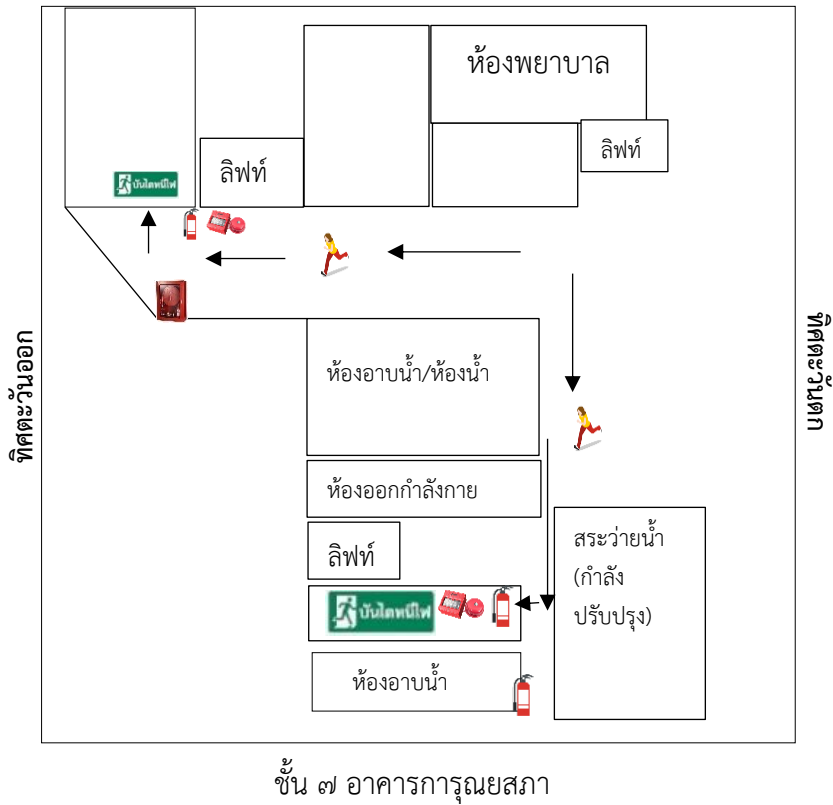 ห้องพยาบาล
ลิฟท์
ลิฟท์
บันไดหนีไฟ
ทิศตะวันออก
ทิศตะวันตก
ห้องอาบน้ำ/ห้องน้ำ
ห้องออกกำลังกาย
ลิฟท์
สระว่ายน้ำ
(กำลัง
ปรับปรุง)
บันไดหนีไฟ
ห้องอาบน้ำ
ชั้น ๗ อาคารการุณยสภา